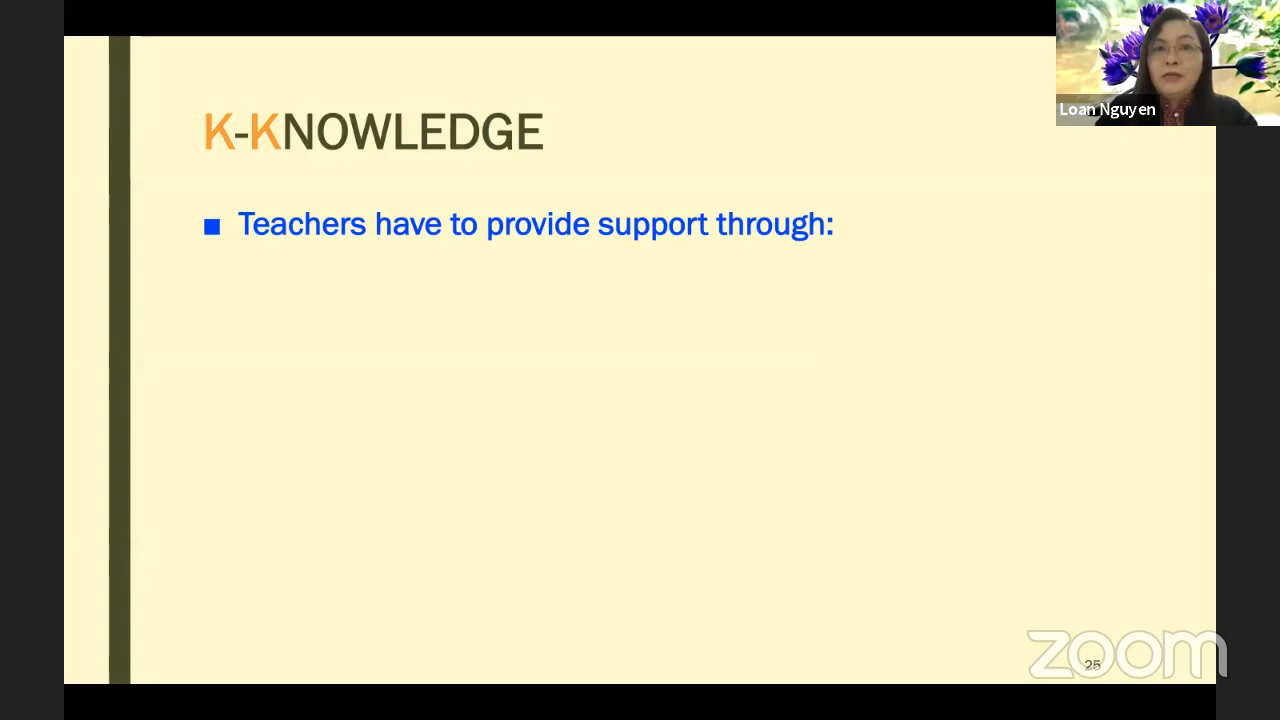 Loan Nguyen
K-KNOWLEDGE
■ Teachers have to provide support through:
zoom
25